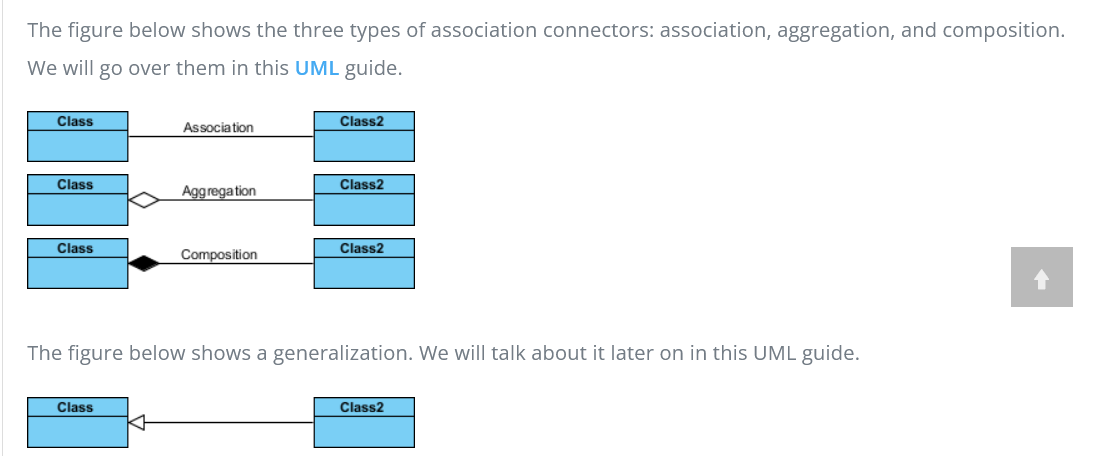 The figure below shows the three types of association connectors: association, aggregation, and composition.
We will go over them in this UML guide.
Class
Association
Class2
Class
Aggregation
Class2
Class
Composition
Class2
The figure below shows a generalization. We will talk about it later on in this UML guide.
Class
Class2